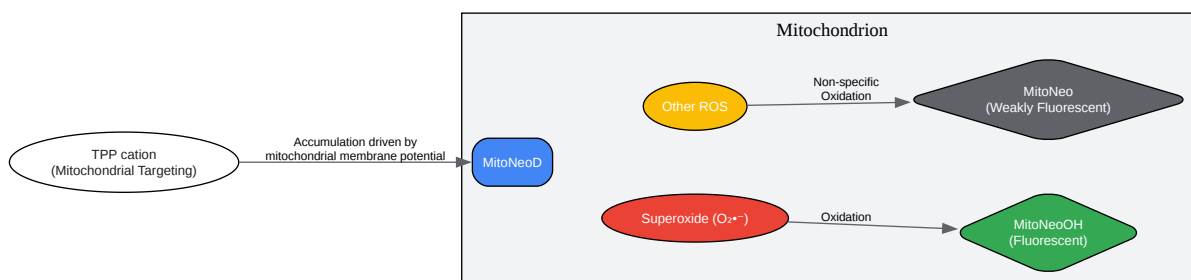 Mitochondrion
TPP cation
(Mitochondrial Targeting)
Accumulation driven by
mitochondrial membrane potential
MitoNeoD
Other ROS
Non-specific
Oxidation
MitoNeo
(Weakly Fluorescent)
Superoxide (O₂•⁻)
Oxidation
MitoNeoOH
(Fluorescent)